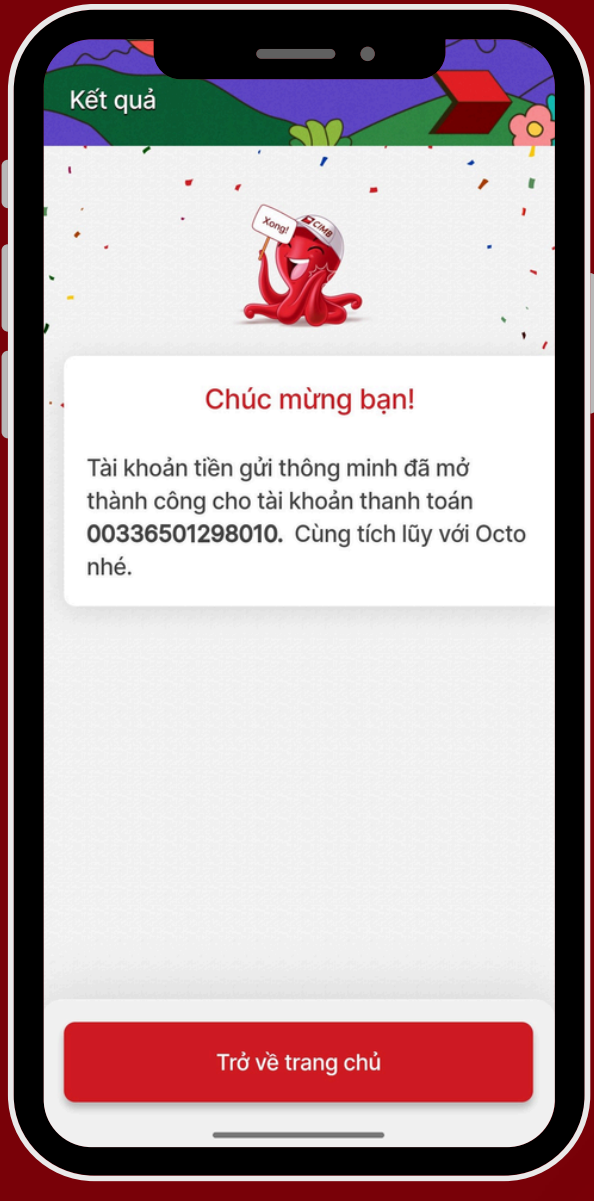 Kết quả
Xong!
CIMB
Chúc mừng bạn!
Tài khoản tiền gửi thông minh đã mở
thành công cho tài khoản thanh toán
00336501298010. Cùng tích lũy với Octo
nhé.
Trở về trang chủ